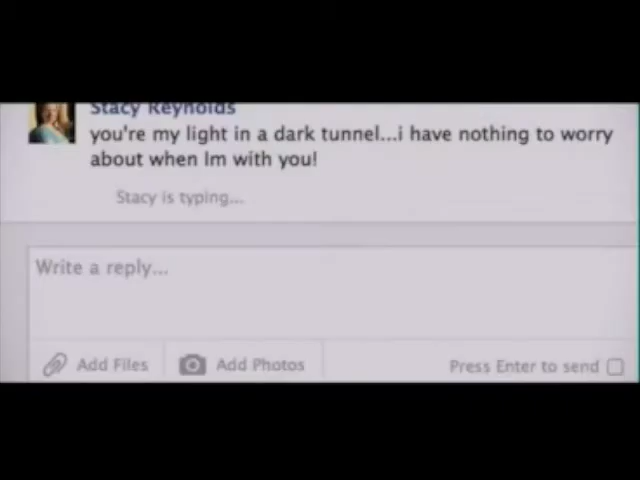 Stacy Reynolds
you're my light in a dark tunnel...i have nothing to worry
about when Im with you!
Stacy is typing...
Write a reply...
Add Files
Add Photos
Press Enter to send